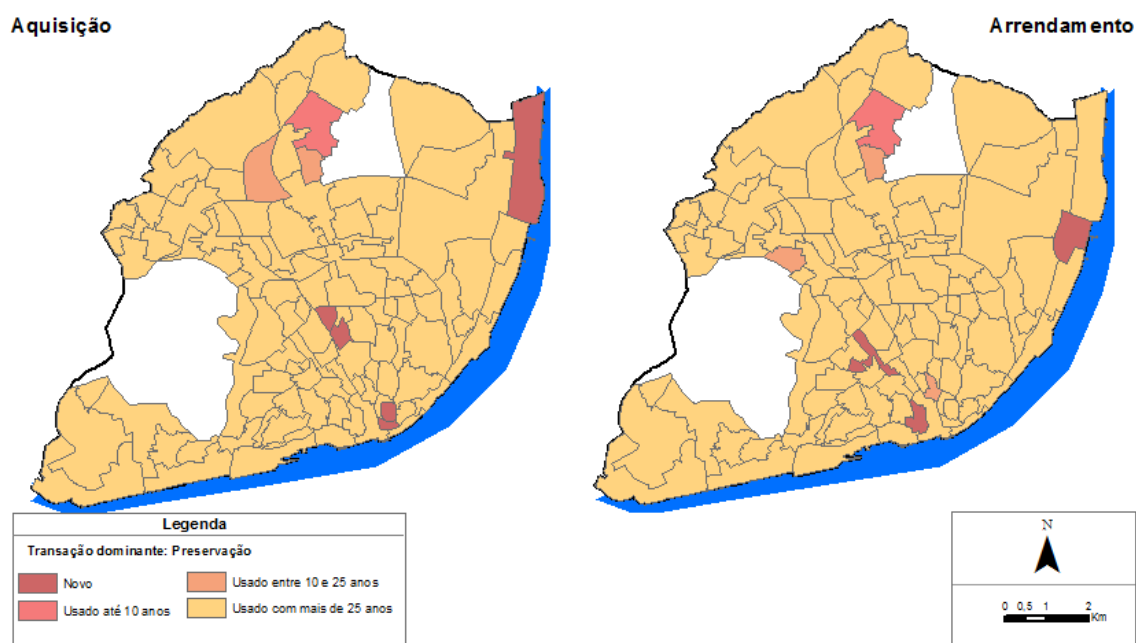 Aquisição
Arrendamento
Legenda
Transação dominante: Preservação
Novo
Usado entre 10 e 25 anos
Usado até 10 anos
Usado com mais de 25 anos
N
0 0,5 1 2
Km